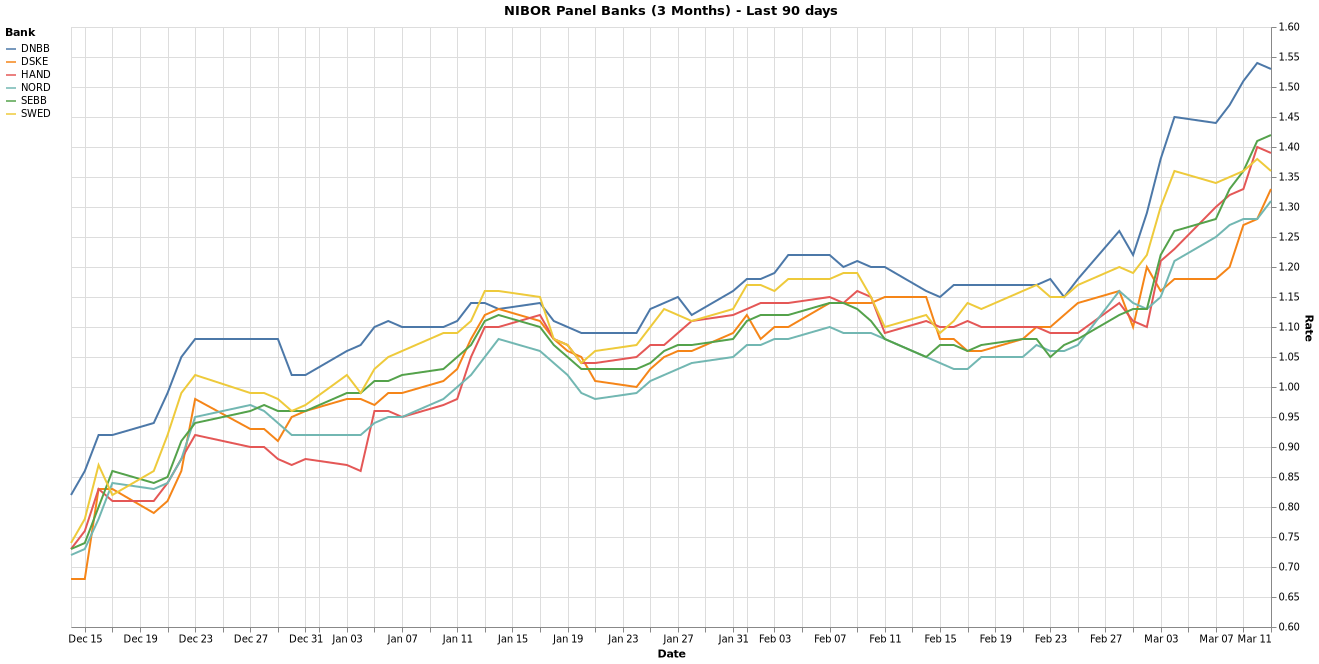 NIBOR Panel Banks (3 Months) - Last 90 days
Bank
DNBB
DSKE
HAND
NORD
SEBB
SWED
1.60
1.55
1.50
1.45
1.40
1.35
1.30
1.25
1.20
1.15
1.10
1.05
1.00
0.95
0.90
0.85
0.80
0.75
0.70
0.65
0.60
Rate
Dec 15 Dec 19 Dec 23 Dec 27 Dec 31 Jan 03 Jan 07 Jan 11 Jan 15 Jan 19 Jan 23 Jan 27 Jan 31 Feb 03 Feb 07 Feb 11 Feb 15 Feb 19 Feb 23 Feb 27 Mar 03 Mar 07 Mar 11
Date